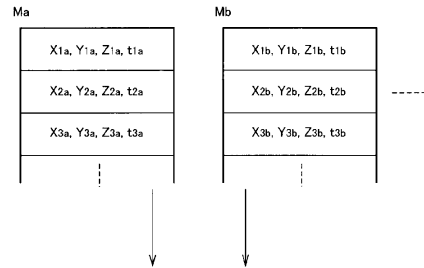 Ma
X1a, Y1a, Z1a, t1a
X2a, Y2a, Z2a, t2a
X3a, Y3a, Z3a, t3a
Mb
X1b, Y1b, Z1b, t1b
X2b, Y2b, Z2b, t2b
X3b, Y3b, Z3b, t3b